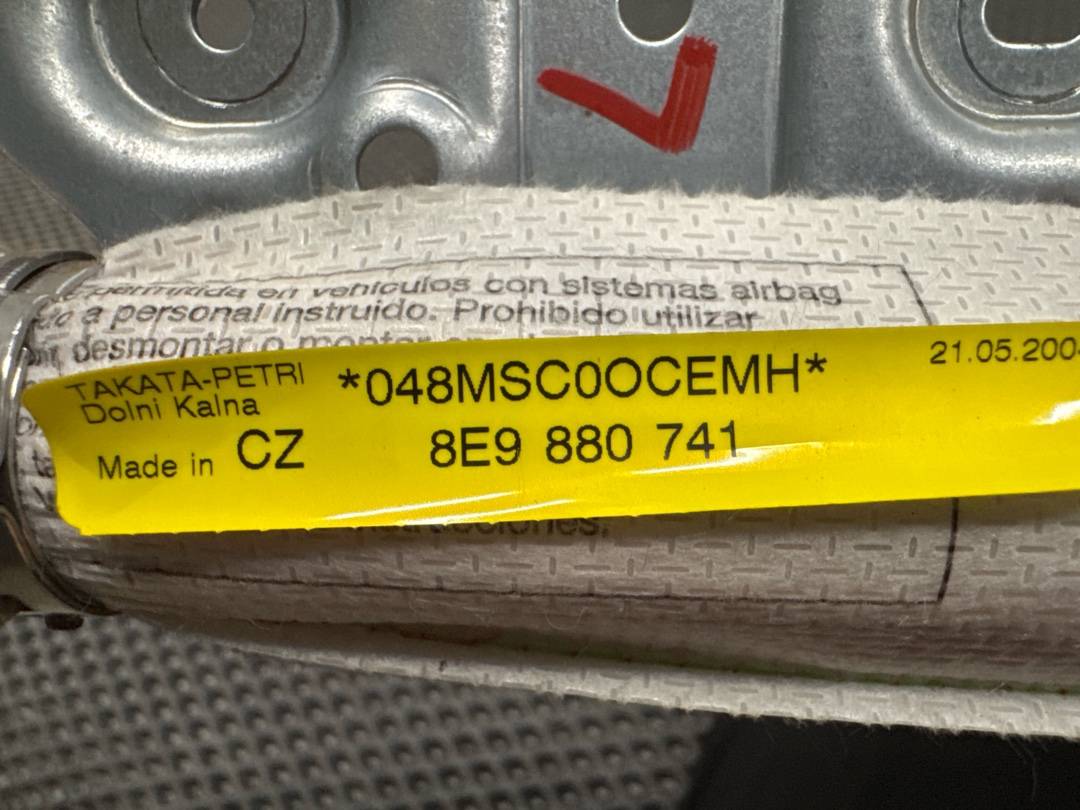 L
en vehiculos con sistemas airbag
a personal instruido. Prohibido utilizar
desmontar o montar
TAKATA-PETRI
Dolni Kalna
Made in CZ
*048MSC0OCEMH*
8E9 880 741
21.05.200